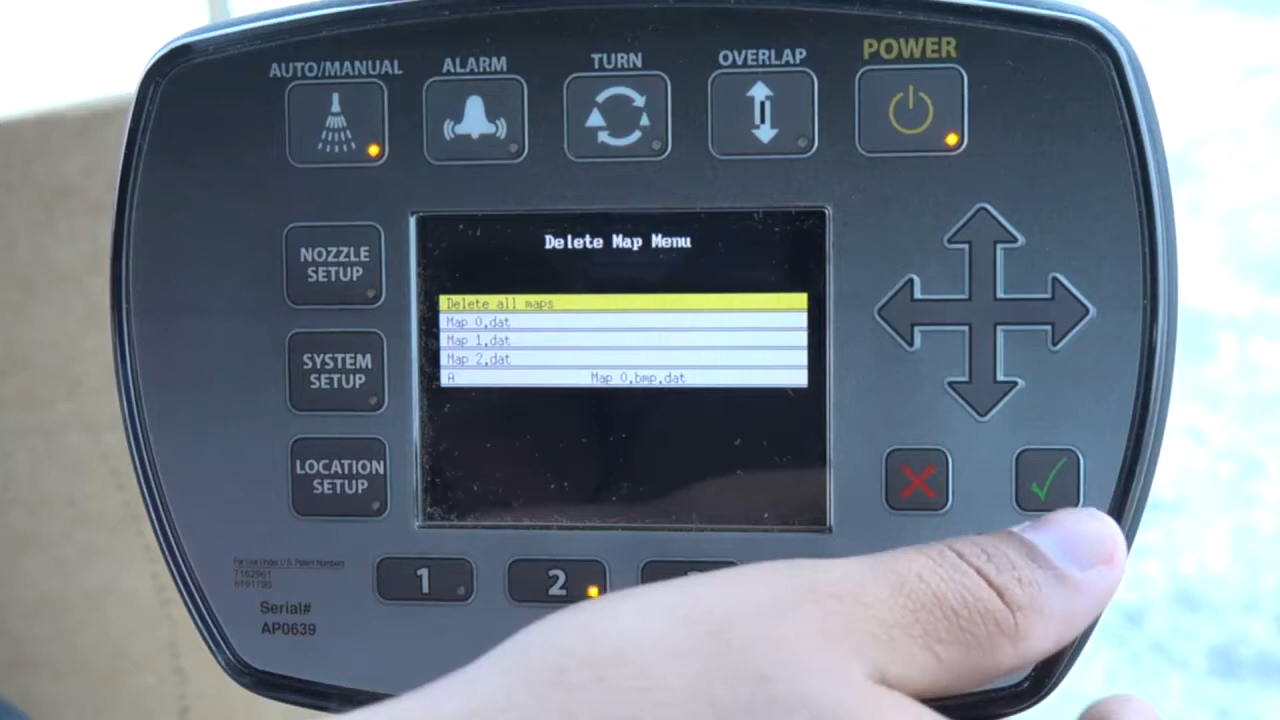 AUTO/MANUAL
ALARM
TURN
OVERLAP
POWER
NOZZLE
SETUP
SYSTEM
SETUP
LOCATION
SETUP
Delete Map Menu
Delete all maps
Map 0.dat
Map 1.dat
Map 2.dat
A Map 0.bmp.dat
For Use Under U.S. Patent Numbers
7162961
Serial#
AP0639
1
2